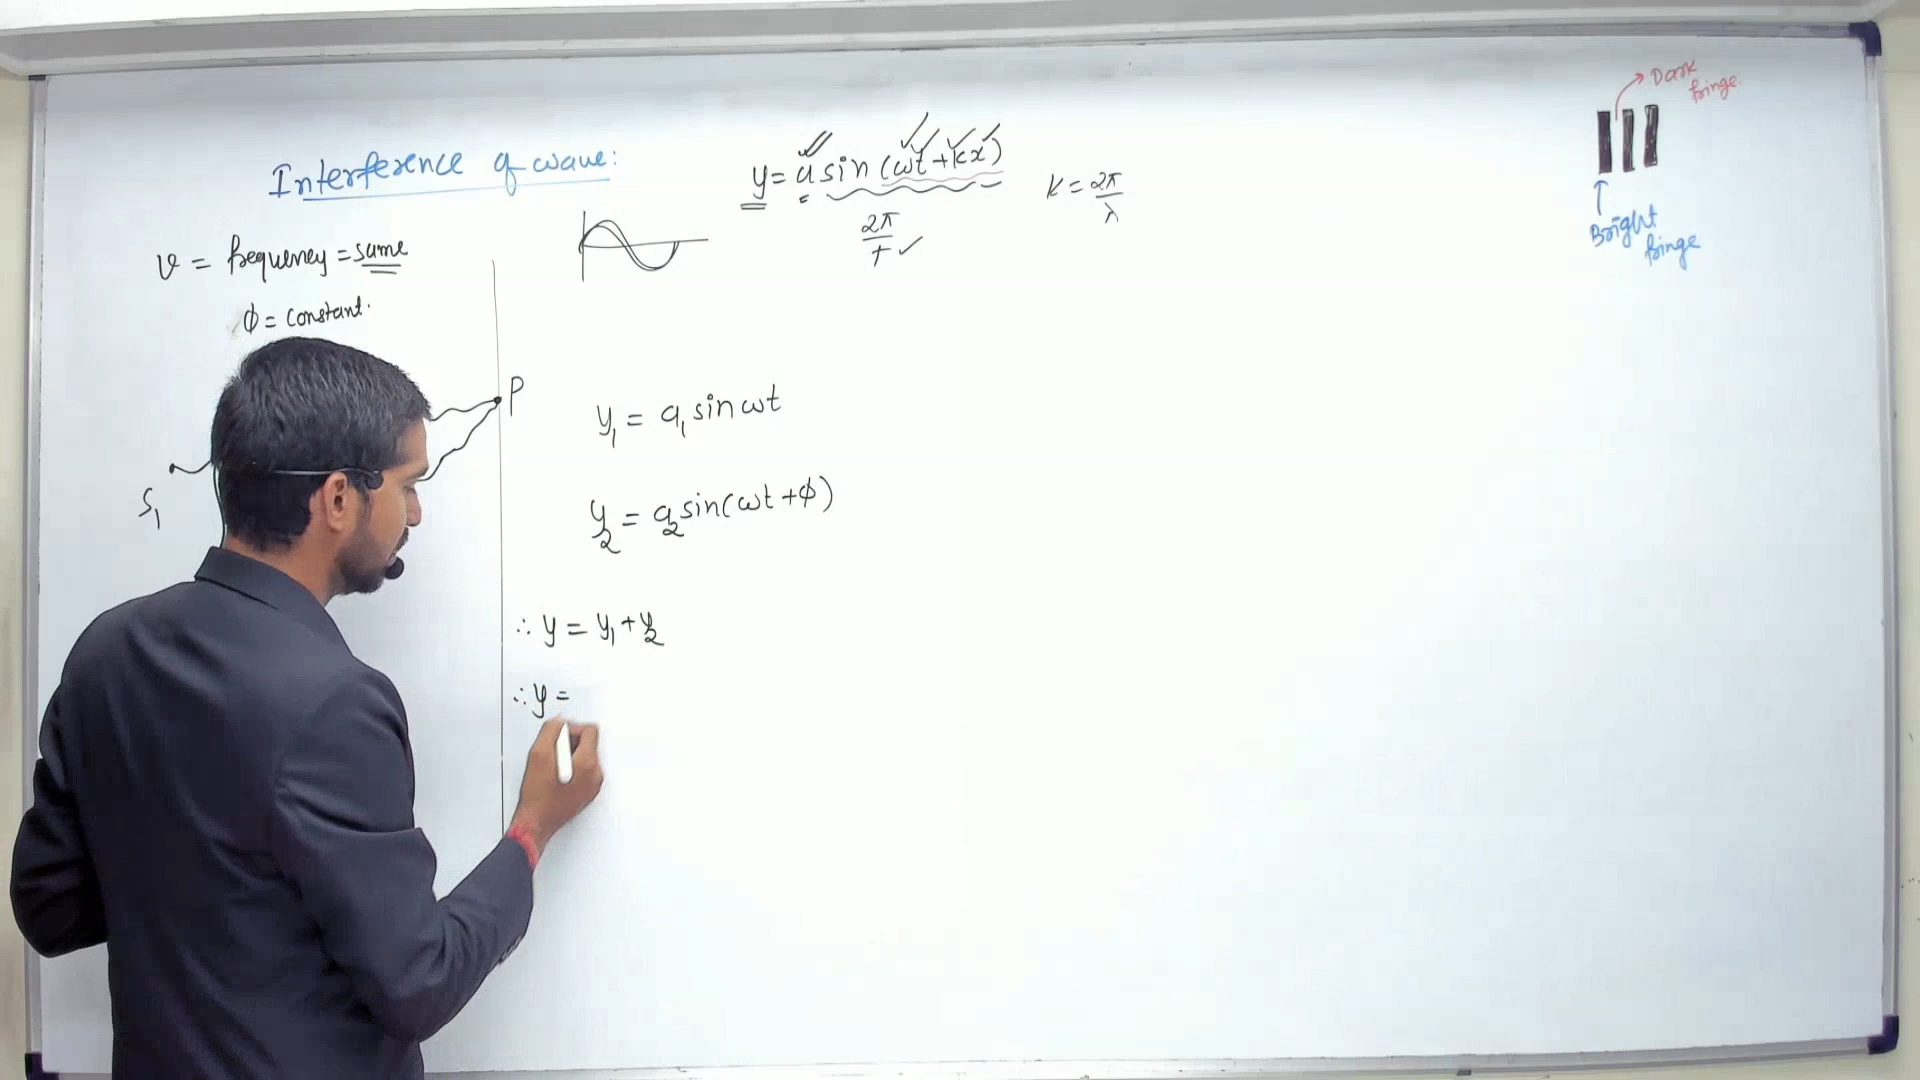 Interference of wave:
y = a sin (ωt + kx)
2π
T
k = 2π
λ
ν = frequency = same
φ = constant.
Dark
fringe
Bright
fringe
P
S1
y1 = a1 sin ωt
y2 = a2 sin(ωt + φ)
∴ y = y1 + y2
∴ y =